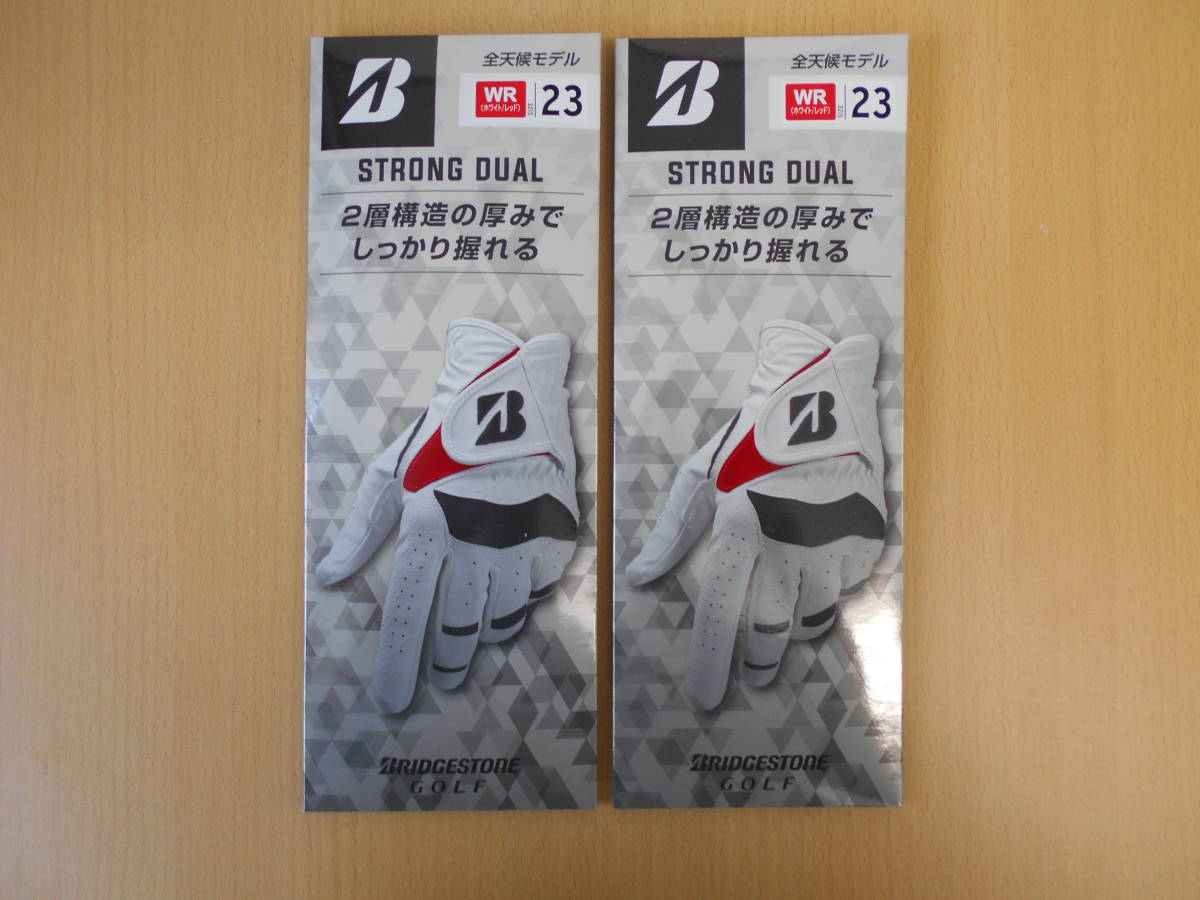 B
全天候モデル
WR
(ホワイト/レッド)
SIZE
23
STRONG DUAL
2層構造の厚みで
しっかり握れる
B
BRIDGESTONE
GOLF
B
全天候モデル
WR
(ホワイト/レッド)
SIZE
23
STRONG DUAL
2層構造の厚みで
しっかり握れる
B
BRIDGESTONE
GOLF